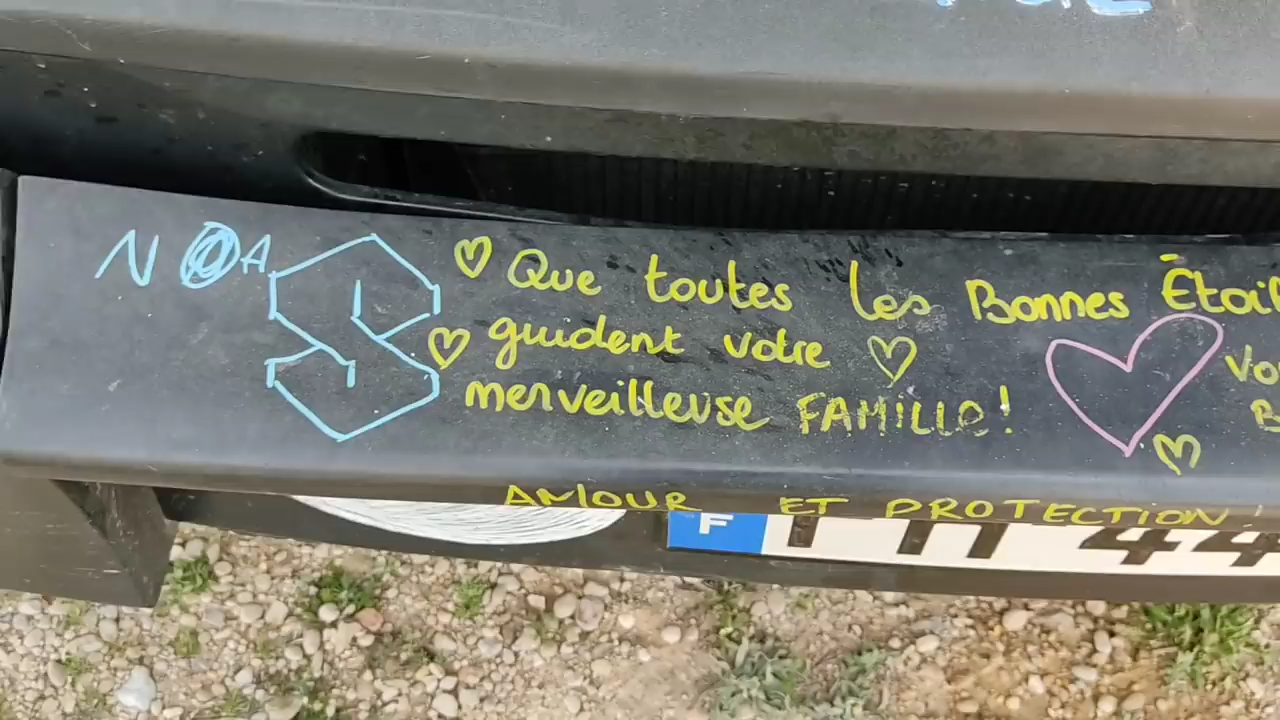 NOA
Que toutes les Bonnes
guident votre
merveilleuse FAMILLE!
AMOUR ET PROTECTION!
F